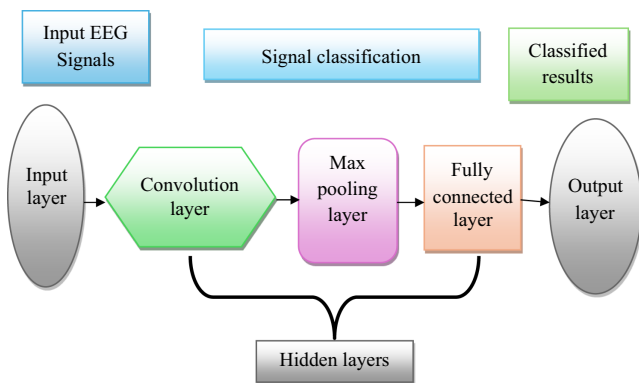 Input EEG
Signals
Signal classification
Classified
results
Input
layer
Convolution
layer
Max
pooling
layer
Fully
connected
layer
Output
layer
Hidden layers